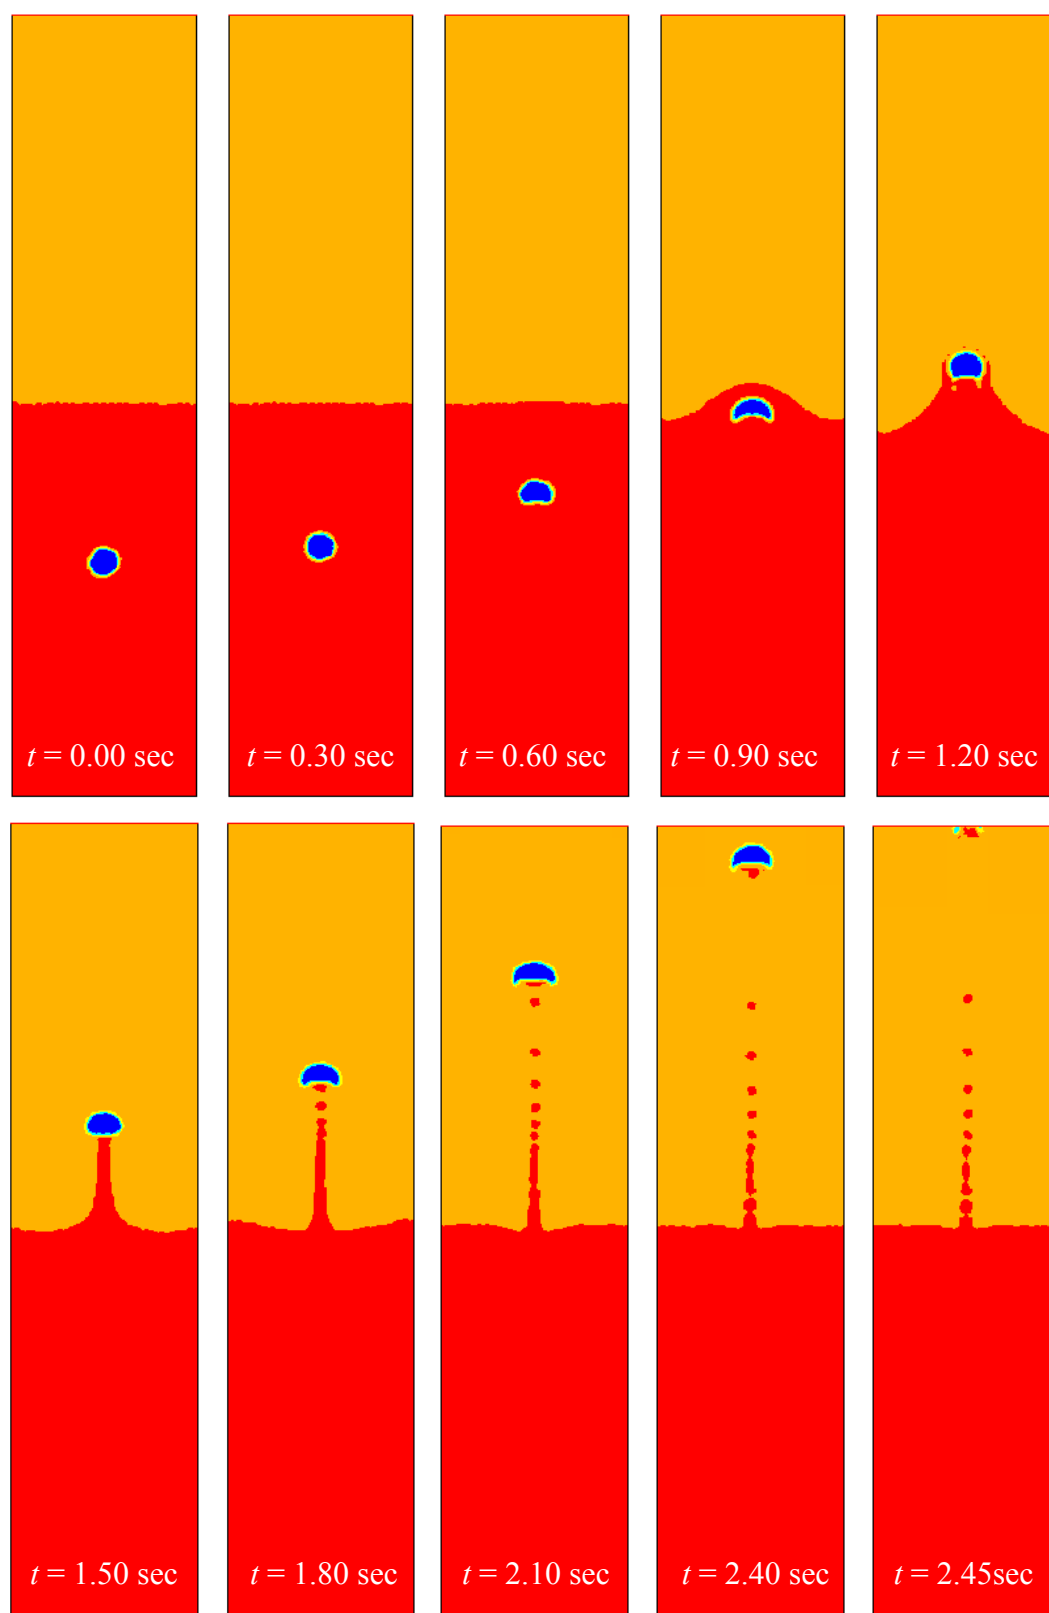 t = 0.00 sec
t = 0.30 sec
t = 0.60 sec
t = 0.90 sec
t = 1.20 sec
t = 1.50 sec
t = 1.80 sec
t = 2.10 sec
t = 2.40 sec
t = 2.45sec